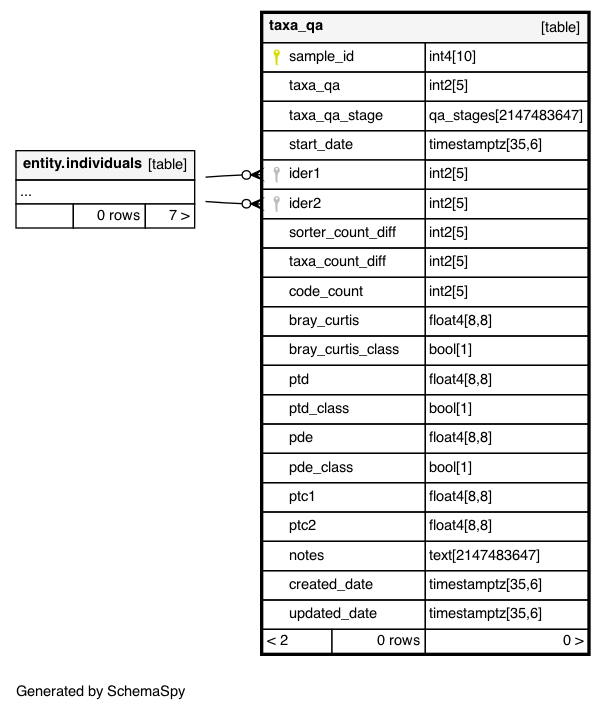 taxa_qa [table]
sample_id int4[10]
taxa_qa int2[5]
taxa_qa_stage qa_stages[2147483647]
start_date timestamptz[35,6]
entity.individuals [table]
...
0 rows 7 >
ider1 int2[5]
ider2 int2[5]
sorter_count_diff int2[5]
taxa_count_diff int2[5]
code_count int2[5]
bray_curtis float4[8,8]
bray_curtis_class bool[1]
ptd float4[8,8]
ptd_class bool[1]
pde float4[8,8]
pde_class bool[1]
ptc1 float4[8,8]
ptc2 float4[8,8]
notes text[2147483647]
created_date timestamptz[35,6]
updated_date timestamptz[35,6]
< 2 0 rows 0 >
Generated by SchemaSpy